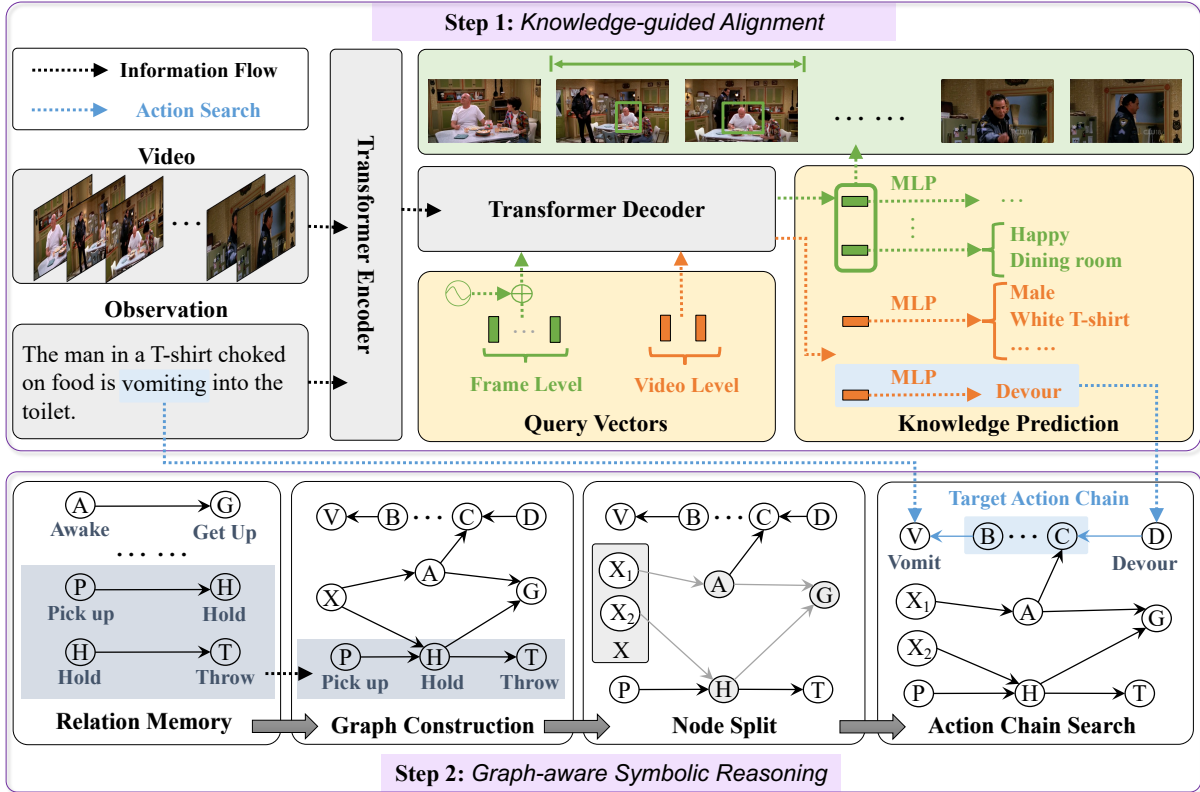 Step 1: Knowledge-guided Alignment
Information Flow
Action Search
Video
... ...
Observation
The man in a T-shirt choked
on food is vomiting into the
toilet.
Transformer Encoder
... ...
Transformer Decoder
...
Frame Level
Video Level
Query Vectors
MLP
...
...
Happy
Dining room
MLP
Male
White T-shirt
... ...
MLP
Devour
Knowledge Prediction
A
G
Awake
Get Up
... ...
P
H
Pick up
Hold
H
T
Hold
Throw
Relation Memory
V
B
...
C
D
A
X
G
P
H
T
Pick up
Hold
Throw
Graph Construction
V
B
...
C
D
X1
A
G
X2
X
P
H
T
Node Split
Target Action Chain
V
B
...
C
D
Vomit
Devour
X1
A
G
X2
P
H
T
Action Chain Search
Step 2: Graph-aware Symbolic Reasoning